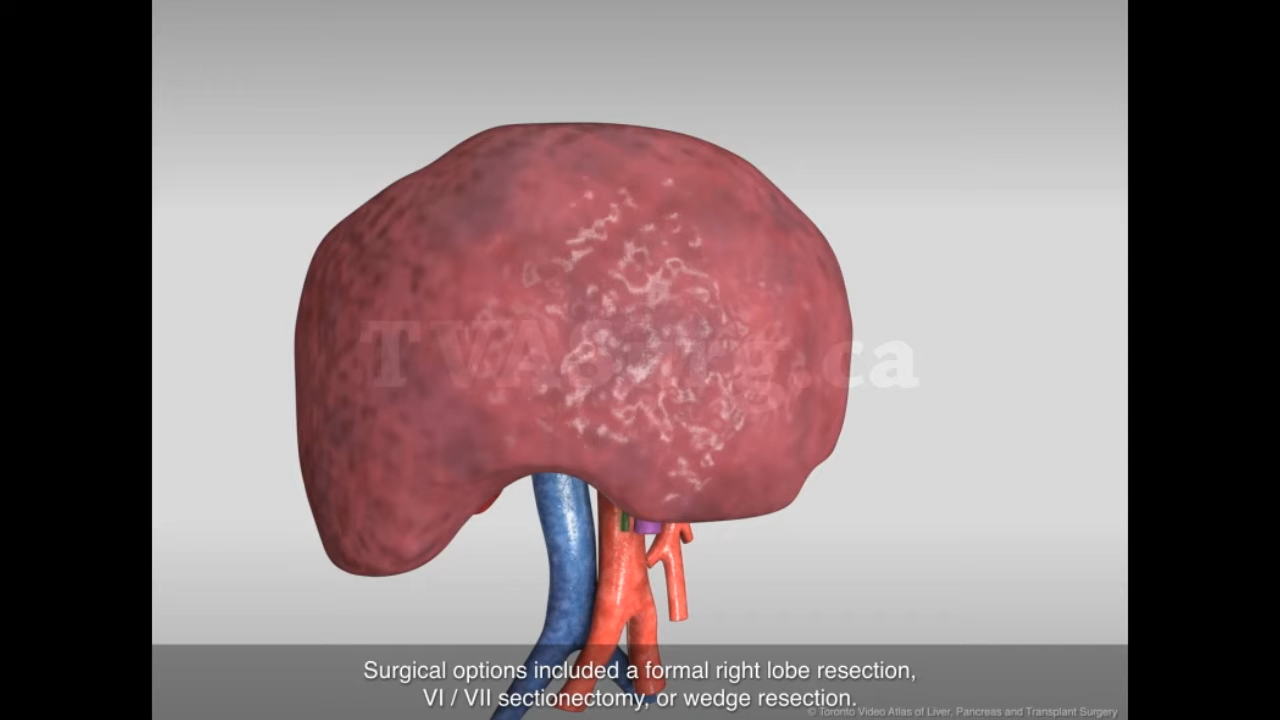 TVASurg.ca
Surgical options included a formal right lobe resection,
VI / VII sectionectomy, or wedge resection.
© Toronto Video Atlas of Liver, Pancreas and Transplant Surgery